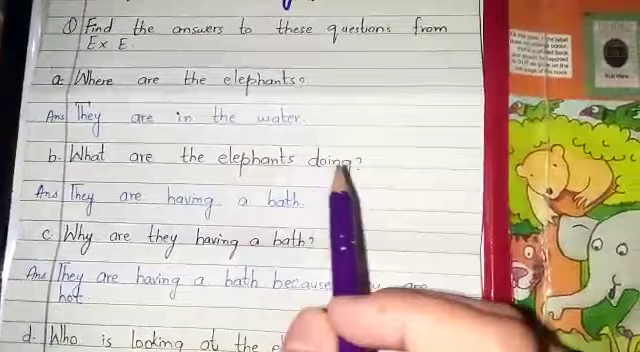 ① Find the answers to these questions from
Ex E.
a. Where are the elephants?
Ans They are in the water.
b. What are the elephants doing?
Ans They are having a bath.
c. Why are they having a bath?
Ans They are having a bath because are
hot.
d. Who is looking at the